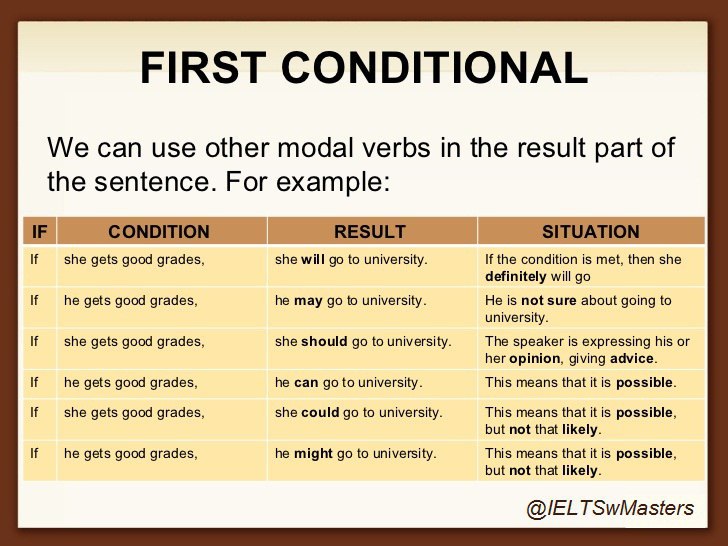 FIRST CONDITIONAL
We can use other modal verbs in the result part of
the sentence. For example:
IF CONDITION RESULT SITUATION
If she gets good grades, she will go to university. If the condition is met, then she
definitely will go
If he gets good grades, he may go to university. He is not sure about going to
university.
If she gets good grades, she should go to university. The speaker is expressing his or
her opinion, giving advice.
If he gets good grades, he can go to university. This means that it is possible.
If she gets good grades, she could go to university. This means that it is possible,
but not that likely.
If he gets good grades, he might go to university. This means that it is possible,
but not that likely.
@IELTSwMasters